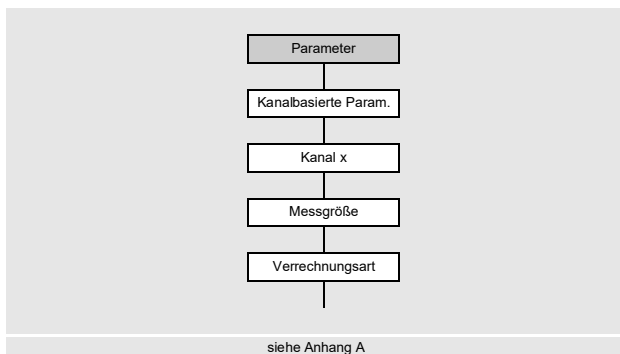 Parameter
Kanalbasierte Param.
Kanal x
Messgröße
Verrechnungsart
siehe Anhang A